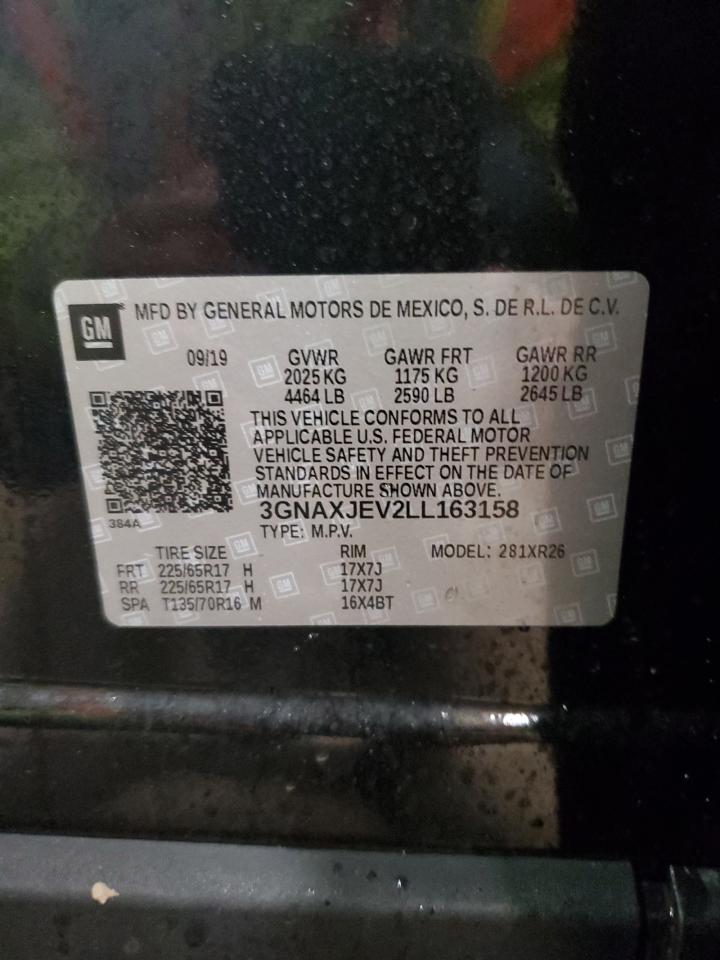 GM
MFD BY GENERAL MOTORS DE MEXICO, S. DE R.L. DE C.V.
09/19 GVWR GAWR FRT GAWR RR
2025 KG 1175 KG 1200 KG
4464 LB 2590 LB 2645 LB
THIS VEHICLE CONFORMS TO ALL
APPLICABLE U.S. FEDERAL MOTOR
VEHICLE SAFETY AND THEFT PREVENTION
STANDARDS IN EFFECT ON THE DATE OF
MANUFACTURE SHOWN ABOVE.
384A
3GNAXJEV2LL163158
TYPE: M.P.V.
TIRE SIZE RIM MODEL: 281XR26
FRT 225/65R17 H 17X7J
RR 225/65R17 H 17X7J
SPA T135/70R16 M 16X4BT